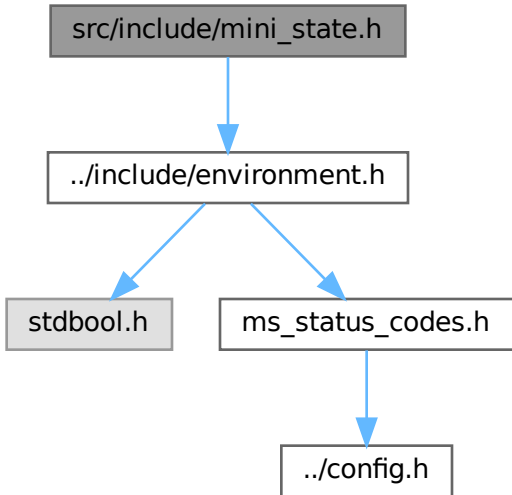 src/include/mini_state.h
../include/environment.h
stdbool.h
ms_status_codes.h
../config.h